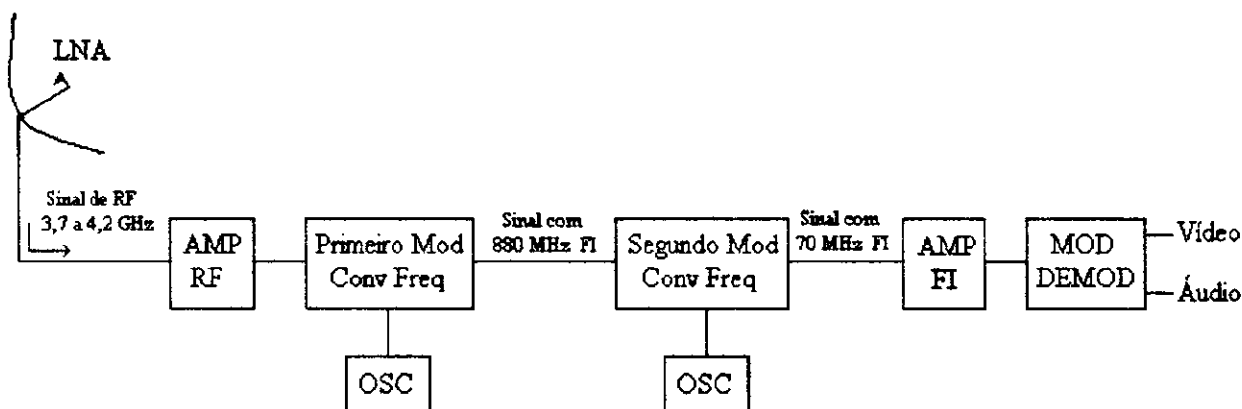 LNA
Sinal de RF
3,7 a 4,2 GHz
AMP
RF
Primeiro Mod
Conv Freq
Sinal com
880 MHz FI
Segundo Mod
Conv Freq
Sinal com
70 MHz FI
AMP
FI
MOD
DEMOD
Vídeo
Áudio
OSC
OSC